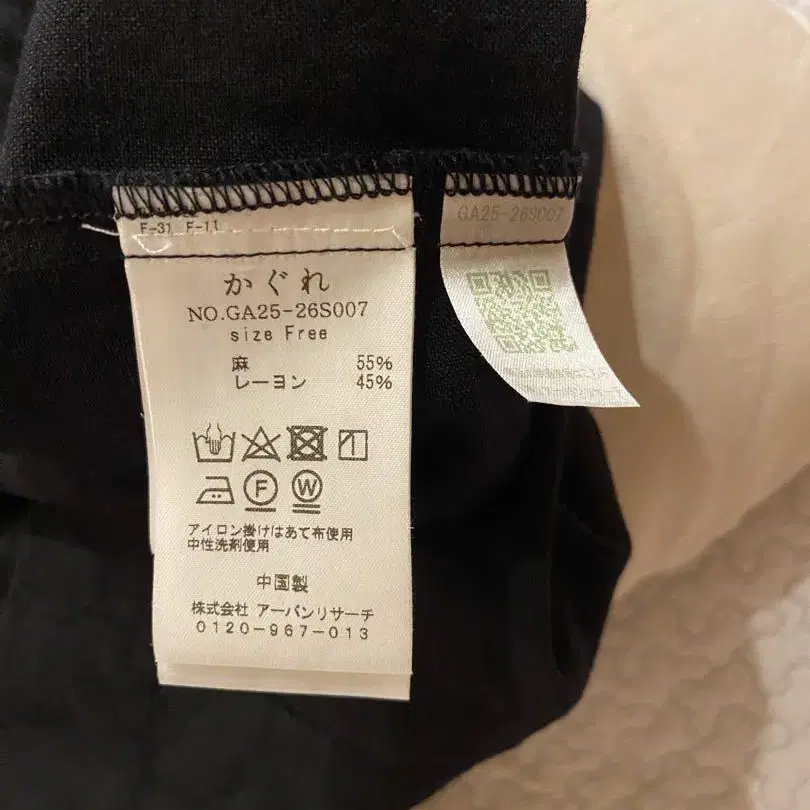 F-31 F-11
かぐれ
NO.GA25-26S007
size Free
麻 55%
レーヨン 45%
F W
アイロン掛けはあて布使用
中性洗剤使用
中国製
株式会社 アーバンリサーチ
0120-967-013
GA25-26S007